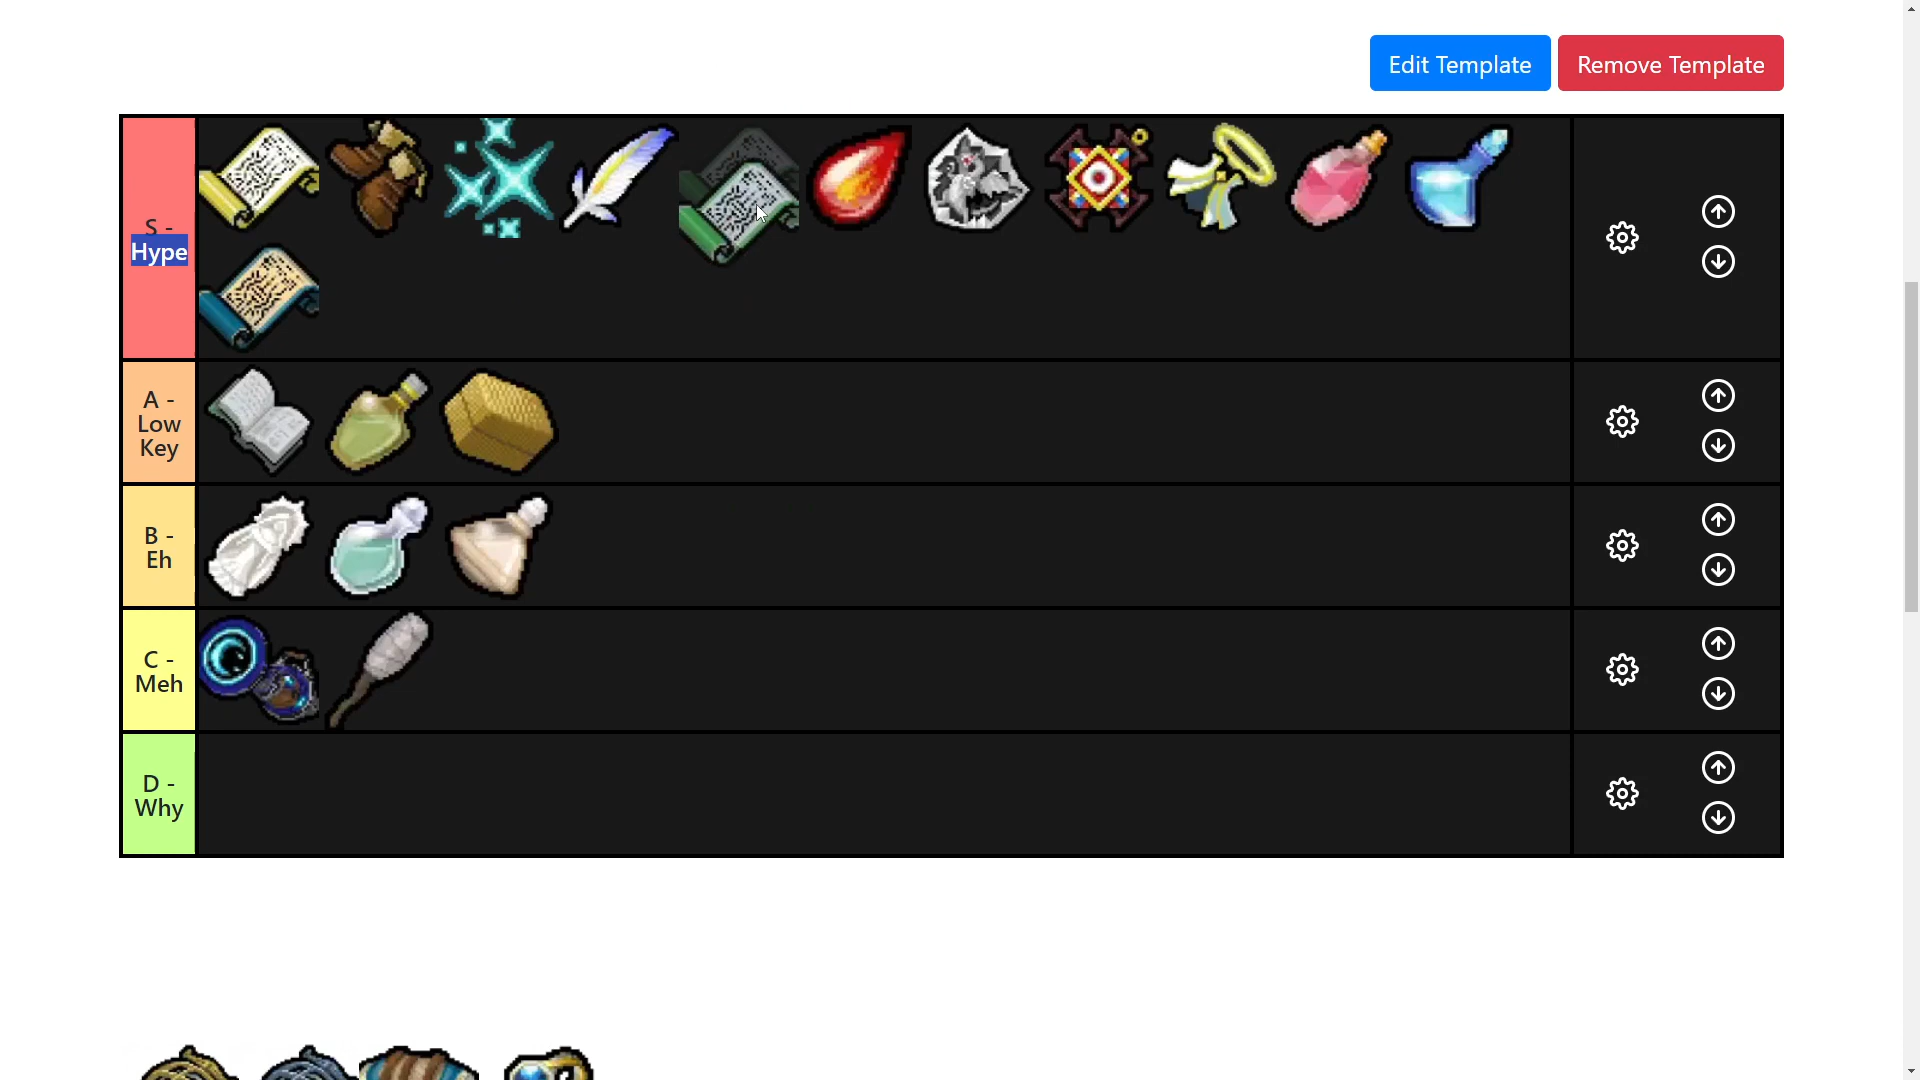 Edit Template
Remove Template
S -
Hype
A -
Low
Key
B -
Eh
C -
Meh
D -
Why